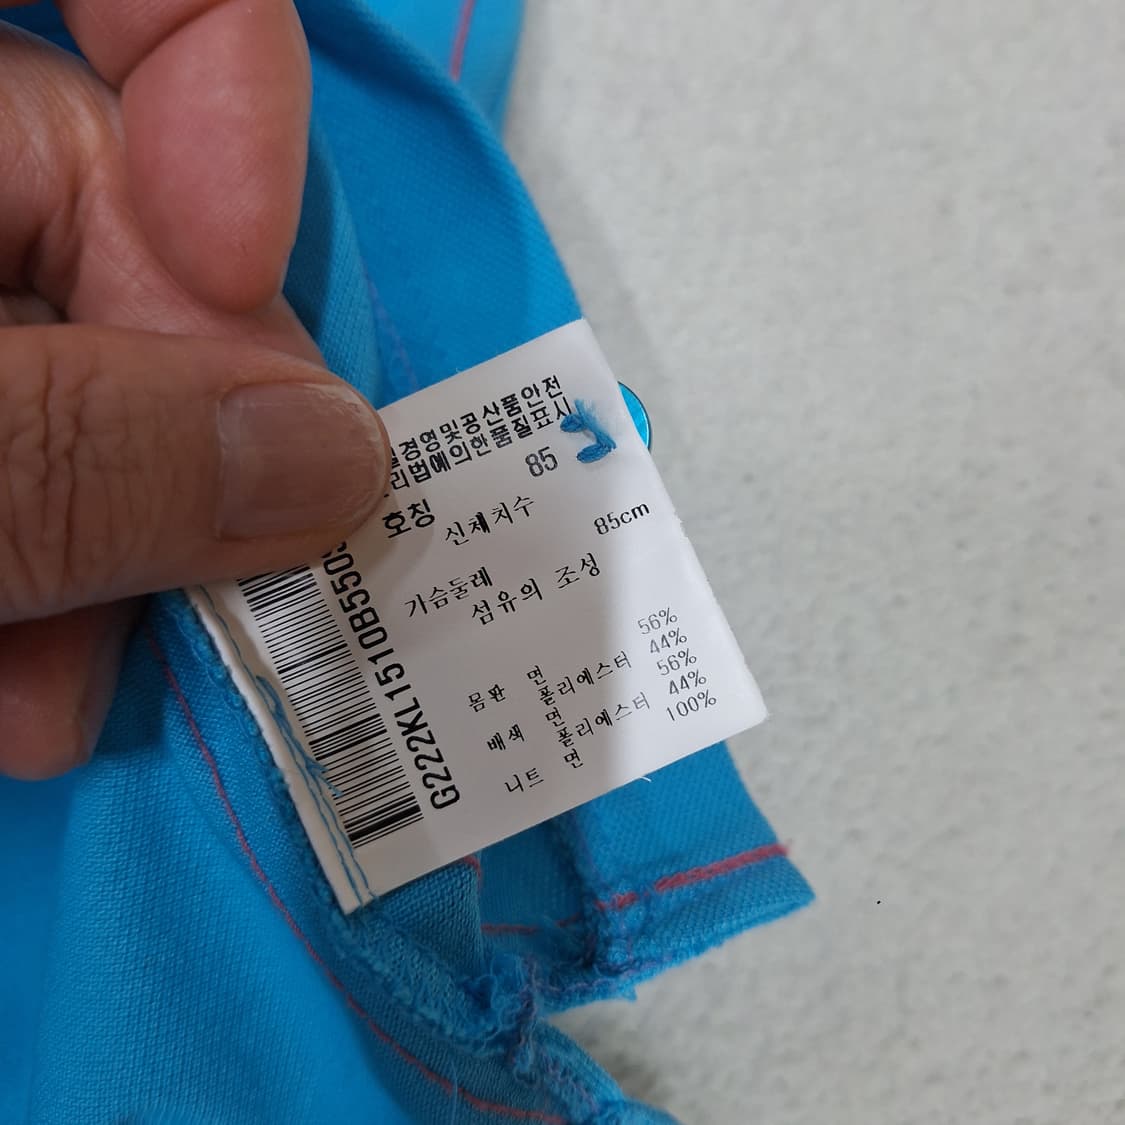 경영및공산품안전
리법에의한품질표시
호칭 85
신체치수
가슴둘레 85cm
섬유의 조성
몸판 면 56%
폴리에스터 44%
배색 면 56%
폴리에스터 44%
니트 면 100%